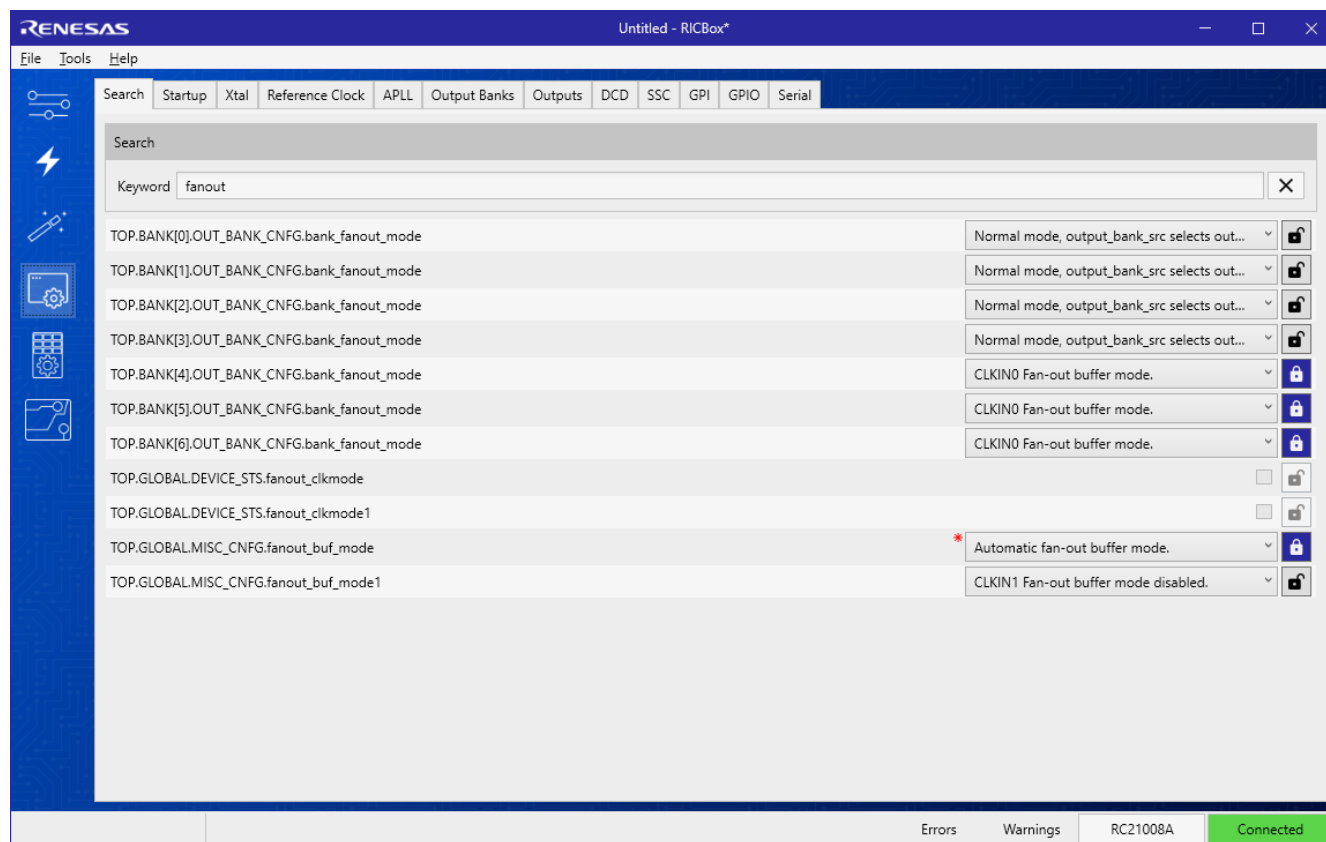 RENESAS
Untitled - RICBox*
File Tools Help
Search Startup Xtal Reference Clock APLL Output Banks Outputs DCD SSC GPI GPIO Serial
Search
Keyword fanout
TOP.BANK[0].OUT_BANK_CNFG.bank_fanout_mode Normal mode, output_bank_src selects out...
TOP.BANK[1].OUT_BANK_CNFG.bank_fanout_mode Normal mode, output_bank_src selects out...
TOP.BANK[2].OUT_BANK_CNFG.bank_fanout_mode Normal mode, output_bank_src selects out...
TOP.BANK[3].OUT_BANK_CNFG.bank_fanout_mode Normal mode, output_bank_src selects out...
TOP.BANK[4].OUT_BANK_CNFG.bank_fanout_mode CLKIN0 Fan-out buffer mode.
TOP.BANK[5].OUT_BANK_CNFG.bank_fanout_mode CLKIN0 Fan-out buffer mode.
TOP.BANK[6].OUT_BANK_CNFG.bank_fanout_mode CLKIN0 Fan-out buffer mode.
TOP.GLOBAL.DEVICE_STS.fanout_clkmode
TOP.GLOBAL.DEVICE_STS.fanout_clkmode1
TOP.GLOBAL.MISC_CNFG.fanout_buf_mode * Automatic fan-out buffer mode.
TOP.GLOBAL.MISC_CNFG.fanout_buf_mode1 CLKIN1 Fan-out buffer mode disabled.
Errors Warnings RC21008A Connected